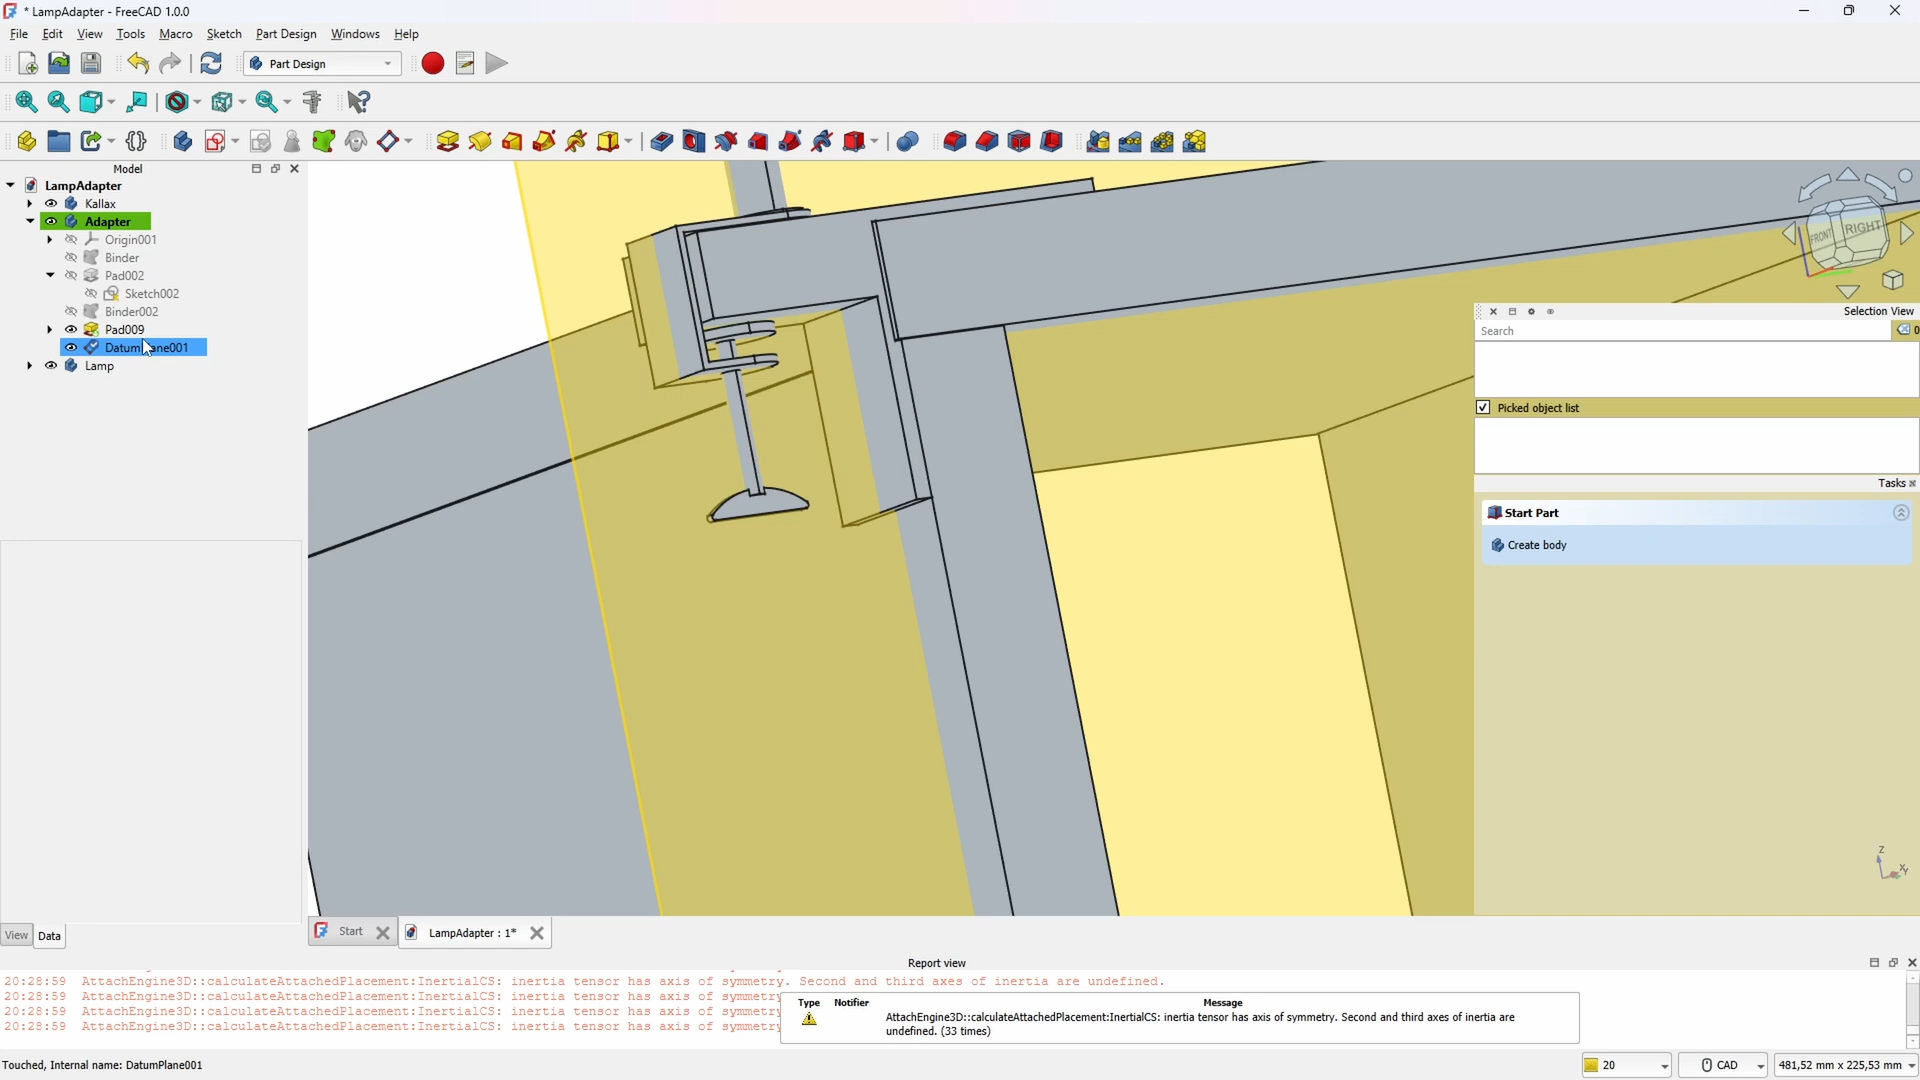 * LampAdapter - FreeCAD 1.0.0
File Edit View Tools Macro Sketch Part Design Windows Help
Part Design
Model
LampAdapter
Kallax
Adapter
Origin001
Binder
Pad002
Sketch002
Binder002
Pad009
Lamp
FRONT RIGHT
Selection View
Search
0
Picked object list
Tasks
Start Part
Create body
Z
Y
View Data
Start
LampAdapter : 1*
Report view
20:28:59 AttachEngine3D::calculateAttachedPlacement:InertialCS: inertia tensor has axis of symmetry. Second and third axes of inertia are undefined.
20:28:59 AttachEngine3D::calculateAttachedPlacement:InertialCS: inertia tensor has axis of symmetry
20:28:59 AttachEngine3D::calculateAttachedPlacement:InertialCS: inertia tensor has axis of symmetry
20:28:59 AttachEngine3D::calculateAttachedPlacement:InertialCS: inertia tensor has axis of symmetry
Type Notifier Message
AttachEngine3D::calculateAttachedPlacement:InertialCS: inertia tensor has axis of symmetry. Second and third axes of inertia are
undefined. (33 times)
Touched, Internal name: DatumPlane001
20
CAD
481,52 mm x 225,53 mm